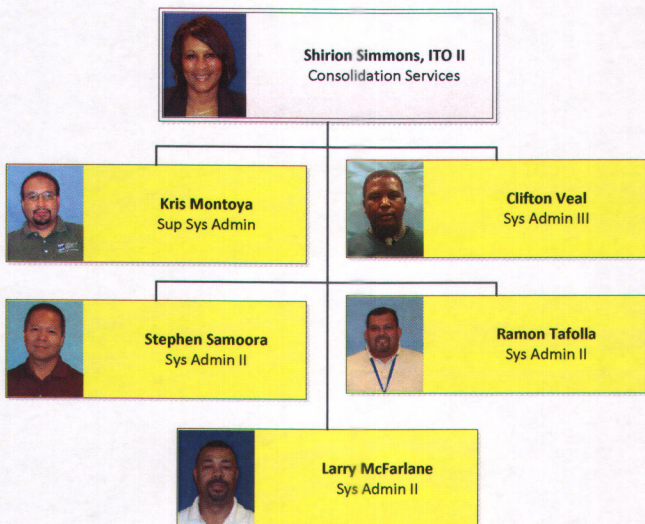 Shirion Simmons, ITO II
Consolidation Services
Kris Montoya
Sup Sys Admin
Clifton Veal
Sys Admin III
Stephen Samoora
Sys Admin II
Ramon Tafolla
Sys Admin II
Larry McFarlane
Sys Admin II